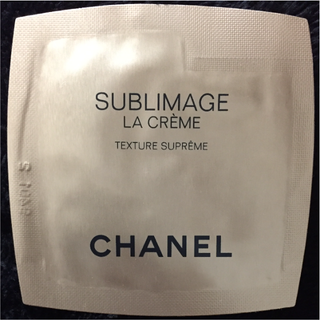 SUBLIMAGE
LA CRÈME
TEXTURE SUPRÊME
CHANEL